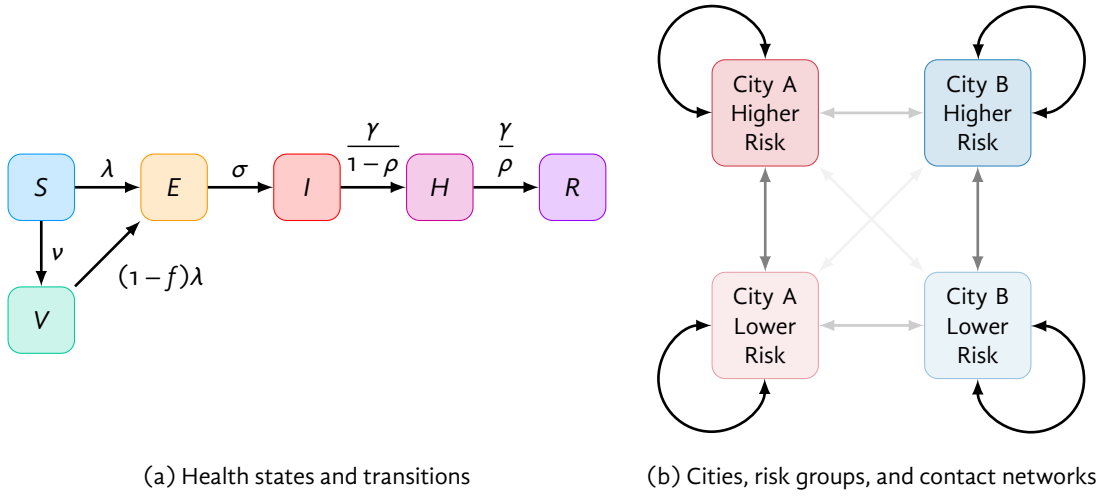 S
λ
E
σ
I
γ
1 − ρ
H
γ
ρ
R
ν
(1 − f)λ
V
City A
Higher
Risk
City B
Higher
Risk
City A
Lower
Risk
City B
Lower
Risk
(a) Health states and transitions
(b) Cities, risk groups, and contact networks